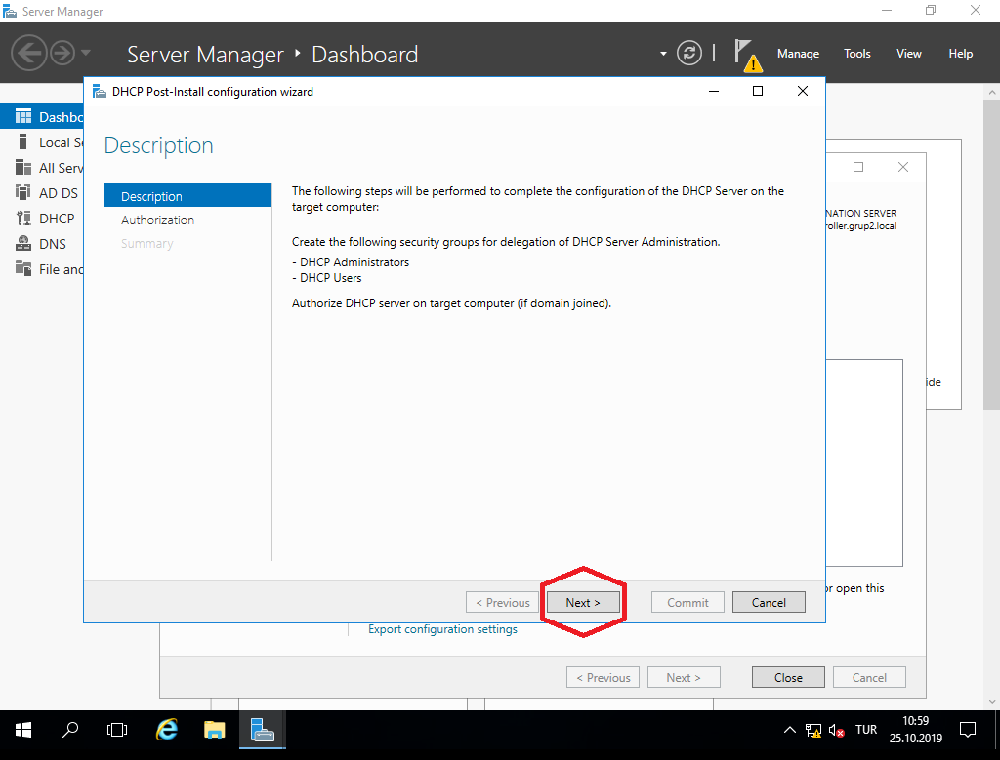 Server Manager
Server Manager • Dashboard
Manage Tools View Help
DHCP Post-Install configuration wizard
Dashbo
Local Se
All Serv
AD DS
DHCP
DNS
File and
Description
Description
Authorization
Summary
The following steps will be performed to complete the configuration of the DHCP Server on the
target computer:
Create the following security groups for delegation of DHCP Server Administration.
- DHCP Administrators
- DHCP Users
Authorize DHCP server on target computer (if domain joined).
NATION SERVER
roller.grup2.local
ide
or open this
< Previous Next > Commit Cancel
Export configuration settings
< Previous Next > Close Cancel
TUR
10:59
25.10.2019